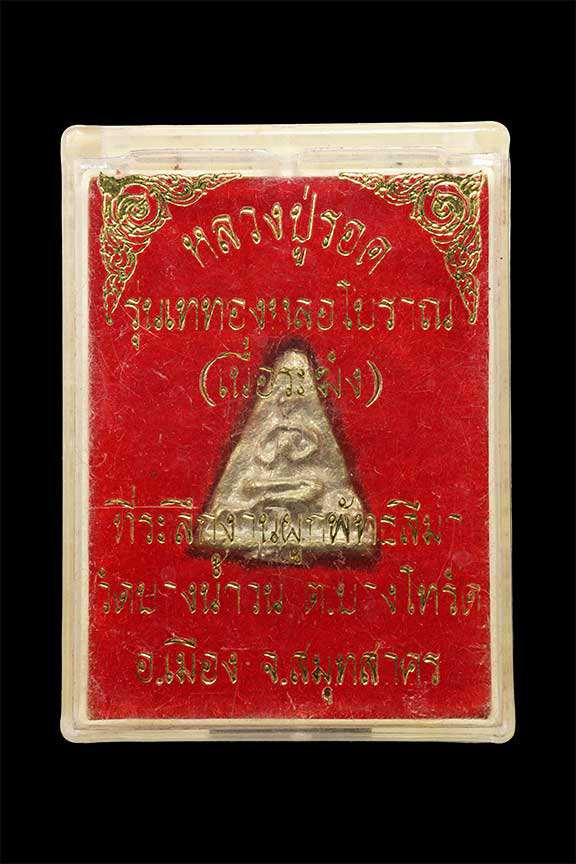 หลวงปู่รอด
รุ่นเททองหล่อโบราณ
(เนื้อระฆัง)
ที่ระลึกงานผูกพัทธสีมา
วัดบางน้ำวน ต.บางโทรัด
อ.เมือง จ.สมุทสาคร